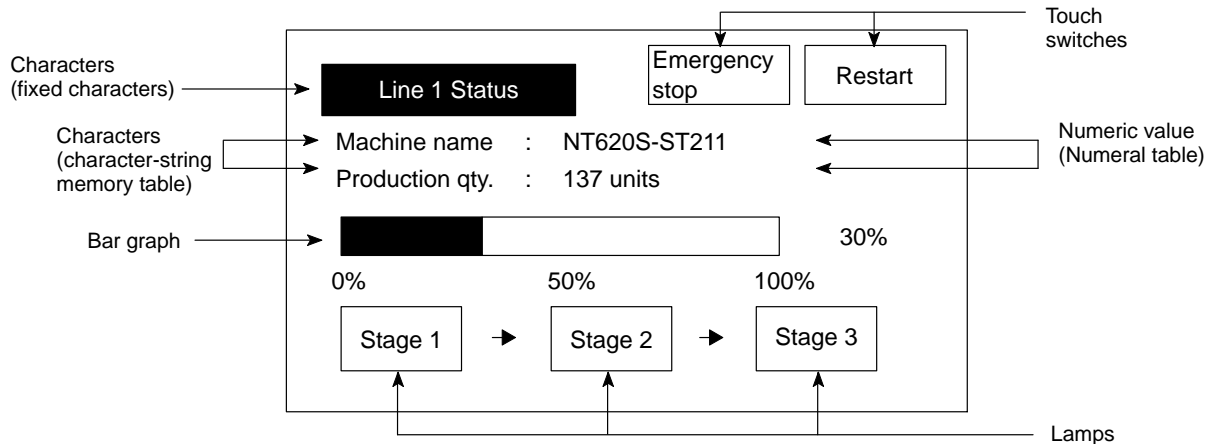 Touch
switches
Characters
(fixed characters)
Line 1 Status
Emergency
stop
Restart
Characters
(character-string
memory table)
Machine name : NT620S-ST211
Production qty. : 137 units
Numeric value
(Numeral table)
Bar graph
30%
0% 50% 100%
Stage 1 Stage 2 Stage 3
Lamps